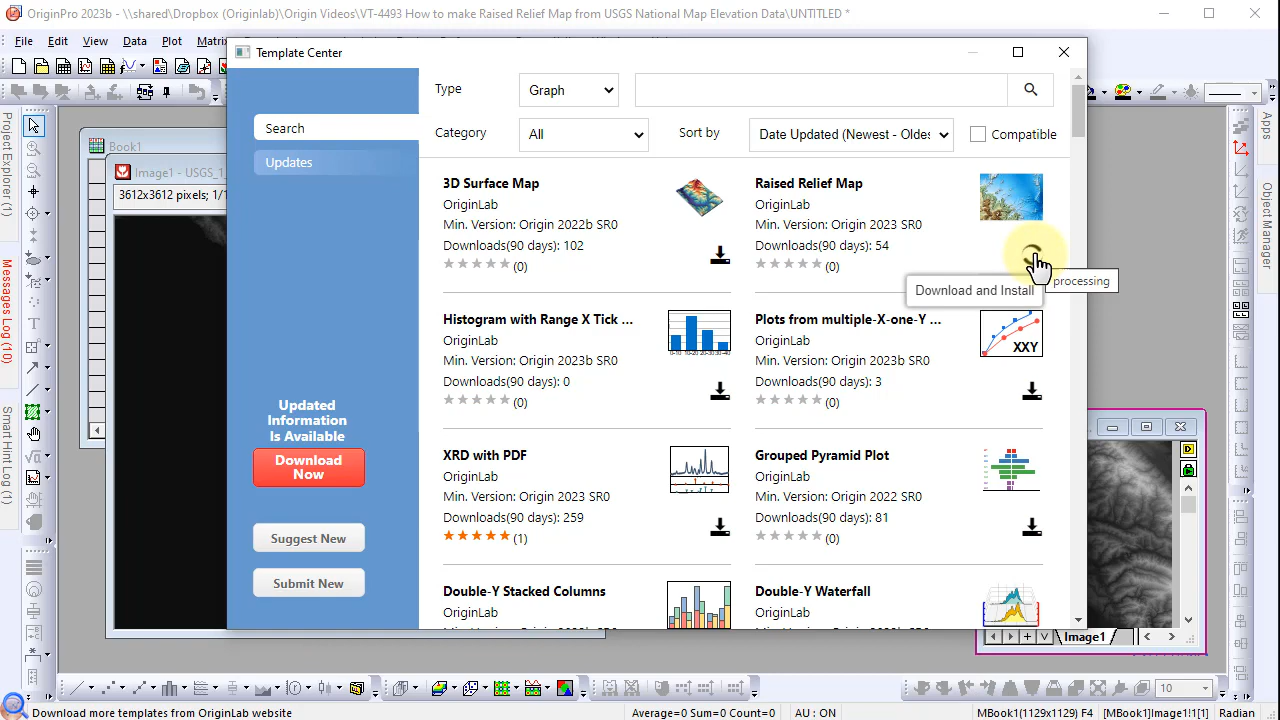 OriginPro 2023b - \\shared\Dropbox (Originlab)\Origin Videos\VT-4493 How to make Raised Relief Map from USGS National Map Elevation Data\UNTITLED *
File Edit View Data Plot Matrix
Template Center
Type Graph
Category All Sort by Date Updated (Newest - Oldes Compatible
Search
Updates
Updated
Information
Is Available
Download
Now
Suggest New
Submit New
3D Surface Map
OriginLab
Min. Version: Origin 2022b SR0
Downloads(90 days): 102
(0)
Raised Relief Map
OriginLab
Min. Version: Origin 2023 SR0
Downloads(90 days): 54
(0)
Download and Install
processing
Histogram with Range X Tick ...
OriginLab
Min. Version: Origin 2023b SR0
Downloads(90 days): 0
(0)
Plots from multiple-X-one-Y ...
OriginLab
Min. Version: Origin 2023b SR0
Downloads(90 days): 3
(0)
XXY
XRD with PDF
OriginLab
Min. Version: Origin 2023 SR0
Downloads(90 days): 259
(1)
Grouped Pyramid Plot
OriginLab
Min. Version: Origin 2022 SR0
Downloads(90 days): 81
(0)
Double-Y Stacked Columns
OriginLab
Double-Y Waterfall
OriginLab
Book1
Image1 - USGS_1
3612x3612 pixels; 1/1
Project Explorer (1)
Messages Log (10)
Smart Hint Log (1)
Apps
Object Manager
Image1
10
Download more templates from OriginLab website
Average=0 Sum=0 Count=0
AU : ON
MBook1(1129x1129) F4
[MBook1]Image1!1[1]
Radian